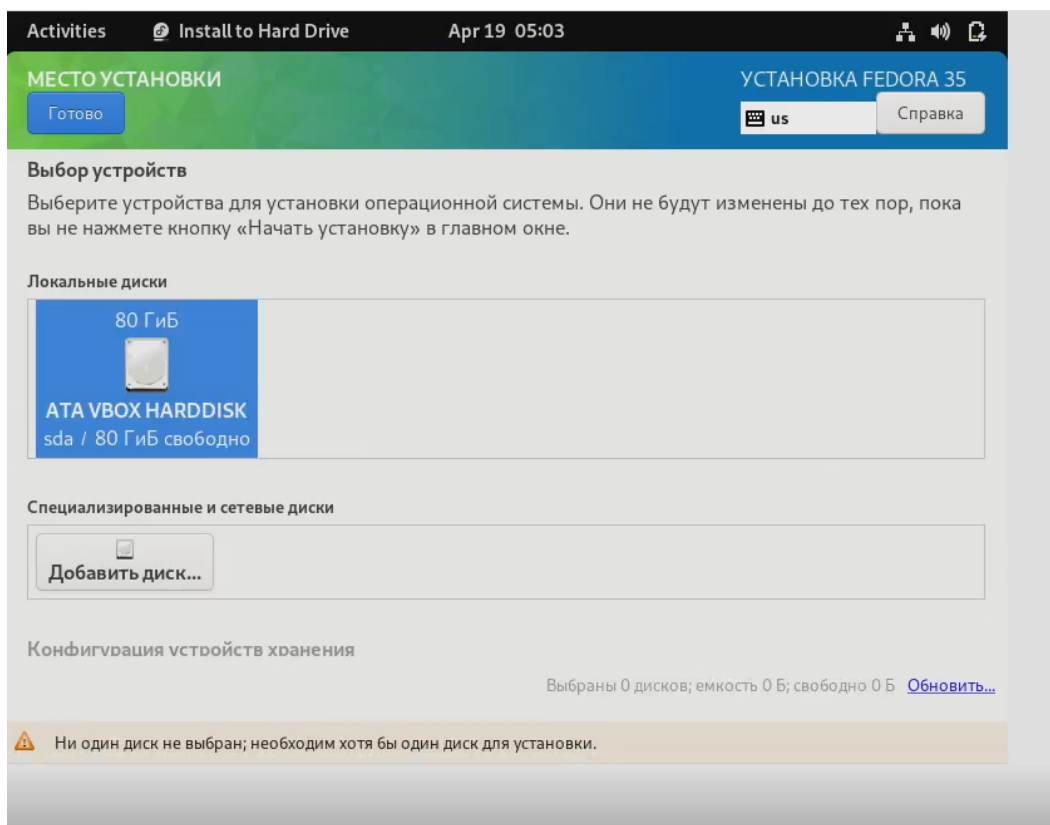 Activities Install to Hard Drive Apr 19 05:03
МЕСТО УСТАНОВКИ
УСТАНОВКА FEDORA 35
Готово
us
Справка
Выбор устройств
Выберите устройства для установки операционной системы. Они не будут изменены до тех пор, пока
вы не нажмете кнопку «Начать установку» в главном окне.
Локальные диски
80 ГиБ
ATA VBOX HARDDISK
sda / 80 ГиБ свободно
Специализированные и сетевые диски
Добавить диск...
Конфигурация устройств хранения
Выбраны 0 дисков; емкость 0 Б; свободно 0 Б Обновить...
Ни один диск не выбран; необходим хотя бы один диск для установки.